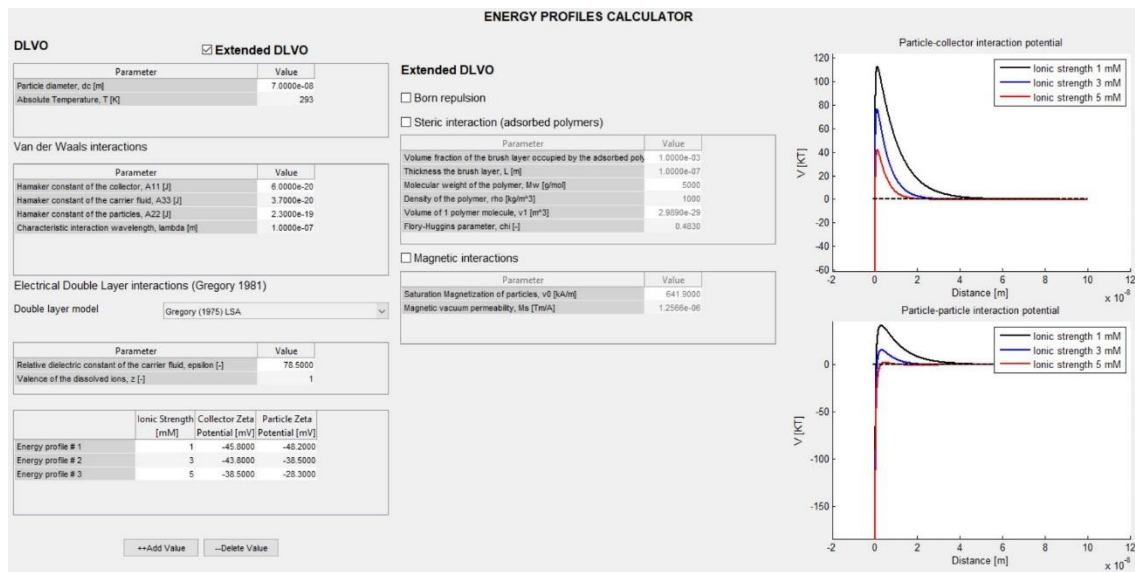 ENERGY PROFILES CALCULATOR
DLVO
Extended DLVO
Parameter Value
Particle diameter, dc [m] 7.0000e-08
Absolute Temperature, T [K] 293
Van der Waals interactions
Parameter Value
Hamaker constant of the collector, A11 [J] 6.0000e-20
Hamaker constant of the carrier fluid, A33 [J] 3.7000e-20
Hamaker constant of the particles, A22 [J] 2.3000e-19
Characteristic interaction wavelength, lambda [m] 1.0000e-07
Electrical Double Layer interactions (Gregory 1981)
Double layer model Gregory (1975) LSA
Parameter Value
Relative dielectric constant of the carrier fluid, epsilon [-] 78.5000
Valence of the dissolved ions, z [-] 1
Ionic Strength [mM] Collector Zeta Potential [mV] Particle Zeta Potential [mV]
Energy profile # 1 1 -45.8000 -48.2000
Energy profile # 2 3 -43.8000 -38.5000
Energy profile # 3 5 -38.5000 -28.3000
++Add Value --Delete Value
Extended DLVO
Born repulsion
Steric interaction (adsorbed polymers)
Parameter Value
Volume fraction of the brush layer occupied by the adsorbed poly 1.0000e-03
Thickness the brush layer, L [m] 1.0000e-07
Molecular weight of the polymer, Mw [g/mol] 5000
Density of the polymer, rho [kg/m^3] 1000
Volume of 1 polymer molecule, v1 [m^3] 2.9890e-29
Flory-Huggins parameter, chi [-] 0.4830
Magnetic interactions
Parameter Value
Saturation Magnetization of particles, v0 [kA/m] 641.9000
Magnetic vacuum permeability, Ms [Tm/A] 1.2566e-06
Particle-collector interaction potential
Ionic strength 1 mM
Ionic strength 3 mM
Ionic strength 5 mM
V [KT]
120
100
80
60
40
20
0
-20
-40
-60
-2 0 2 4 6 8 10 12
Distance [m]
x 10^-8
Particle-particle interaction potential
Ionic strength 1 mM
Ionic strength 3 mM
Ionic strength 5 mM
V [KT]
0
-50
-100
-150
-2 0 2 4 6 8 10 12
Distance [m]
x 10^-8